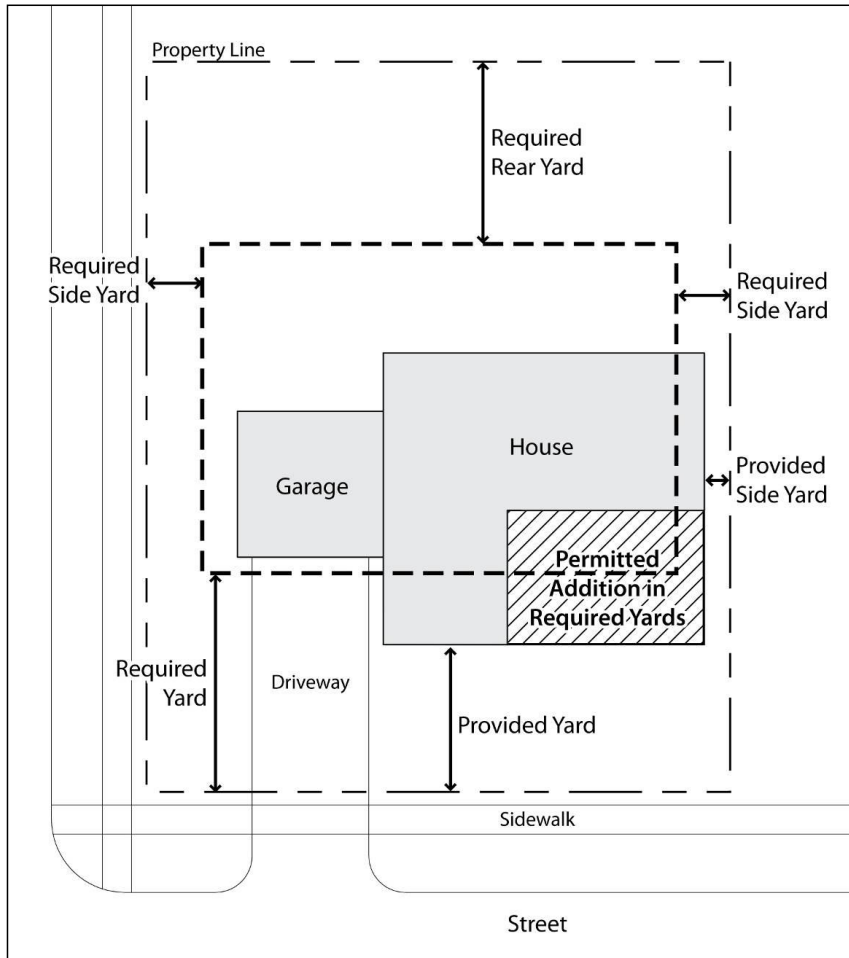 Property Line
Required
Rear Yard
Required
Side Yard
Required
Side Yard
House
Garage
Provided
Side Yard
Permitted
Addition in
Required Yards
Required
Yard
Driveway
Provided Yard
Sidewalk
Street